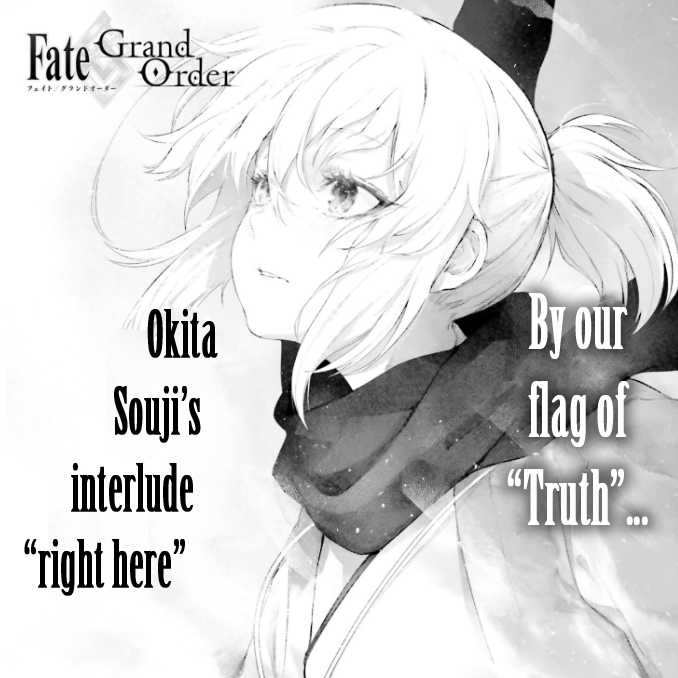 Fate Grand Order
フェイト/グランドオーダー
By our
flag of
“Truth”...
Okita
Souji’s
interlude
“right here”